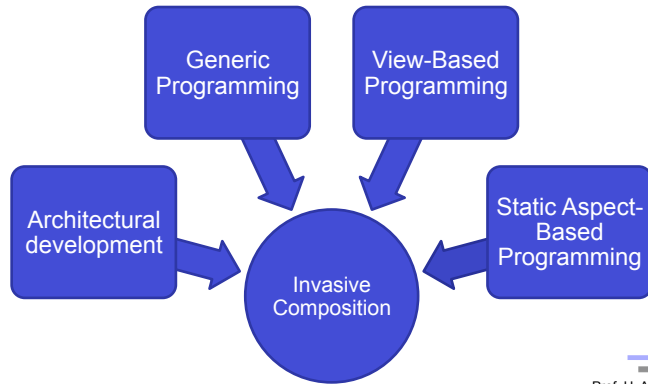 Generic
Programming
View-Based
Programming
Architectural
development
Static Aspect-
Based
Programming
Invasive
Composition